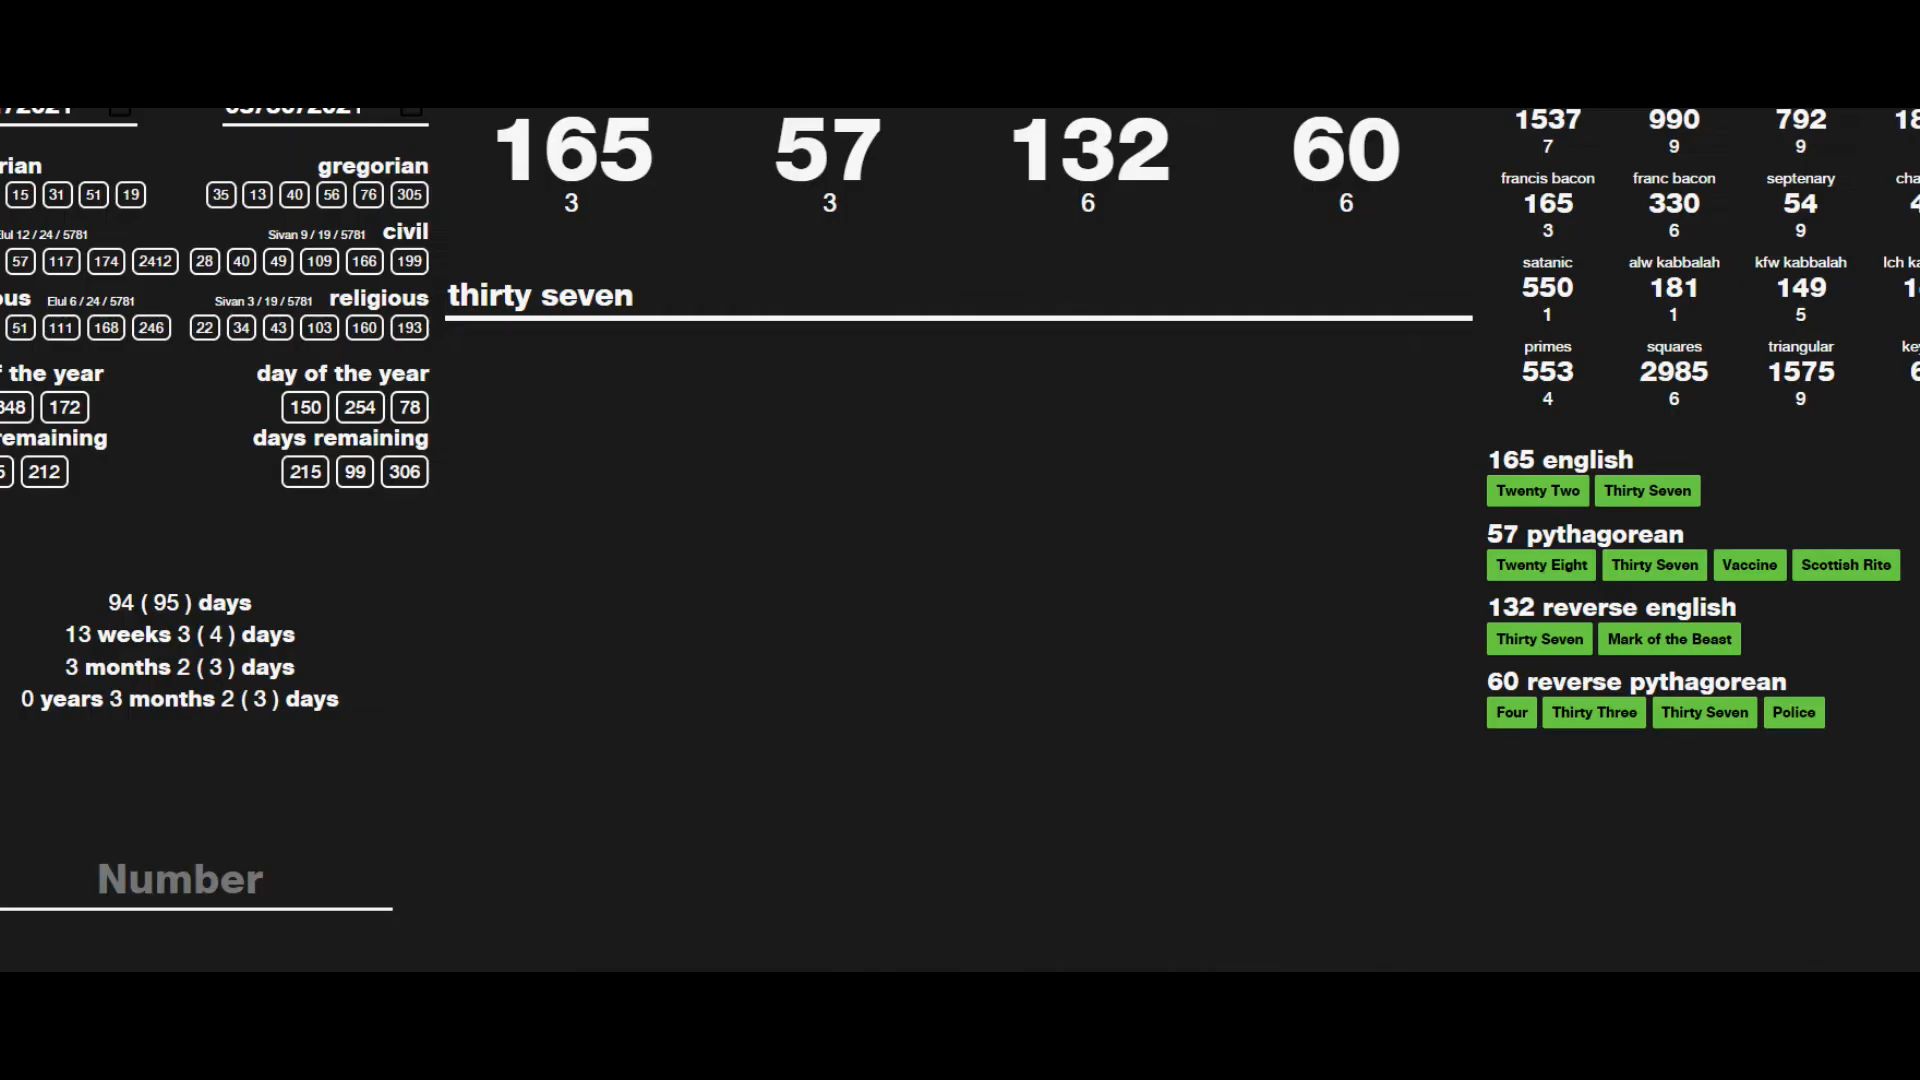 165 57 132 60
3 3 6 6
thirty seven
gregorian
15 31 51 19
35 13 40 56 76 305
12 / 24 / 5781
Sivan 9 / 19 / 5781 civil
57 117 174 2412
28 40 49 109 166 199
Elul 6 / 24 / 5781
Sivan 3 / 19 / 5781 religious
51 111 168 246
22 34 43 103 160 193
the year
day of the year
172
150 254 78
days remaining
212
215 99 306
94 ( 95 ) days
13 weeks 3 ( 4 ) days
3 months 2 ( 3 ) days
0 years 3 months 2 ( 3 ) days
Number
1537 990 792
7 9 9
francis bacon franc bacon septenary
165 330 54
3 6 9
satanic alw kabbalah kfw kabbalah
550 181 149
1 1 5
primes squares triangular
553 2985 1575
4 6 9
165 english
Twenty Two Thirty Seven
57 pythagorean
Twenty Eight Thirty Seven Vaccine Scottish Rite
132 reverse english
Thirty Seven Mark of the Beast
60 reverse pythagorean
Four Thirty Three Thirty Seven Police